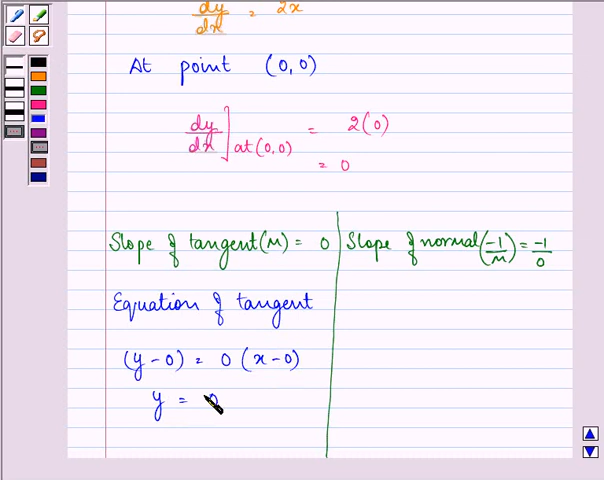 dy/dx = 2x
At point (0,0)
dy/dx] at (0,0) = 2(0)
= 0
Slope of tangent (M) = 0
Slope of normal (-1/M) = -1/0
Equation of tangent
(y-0) = 0 (x-0)
y = 0